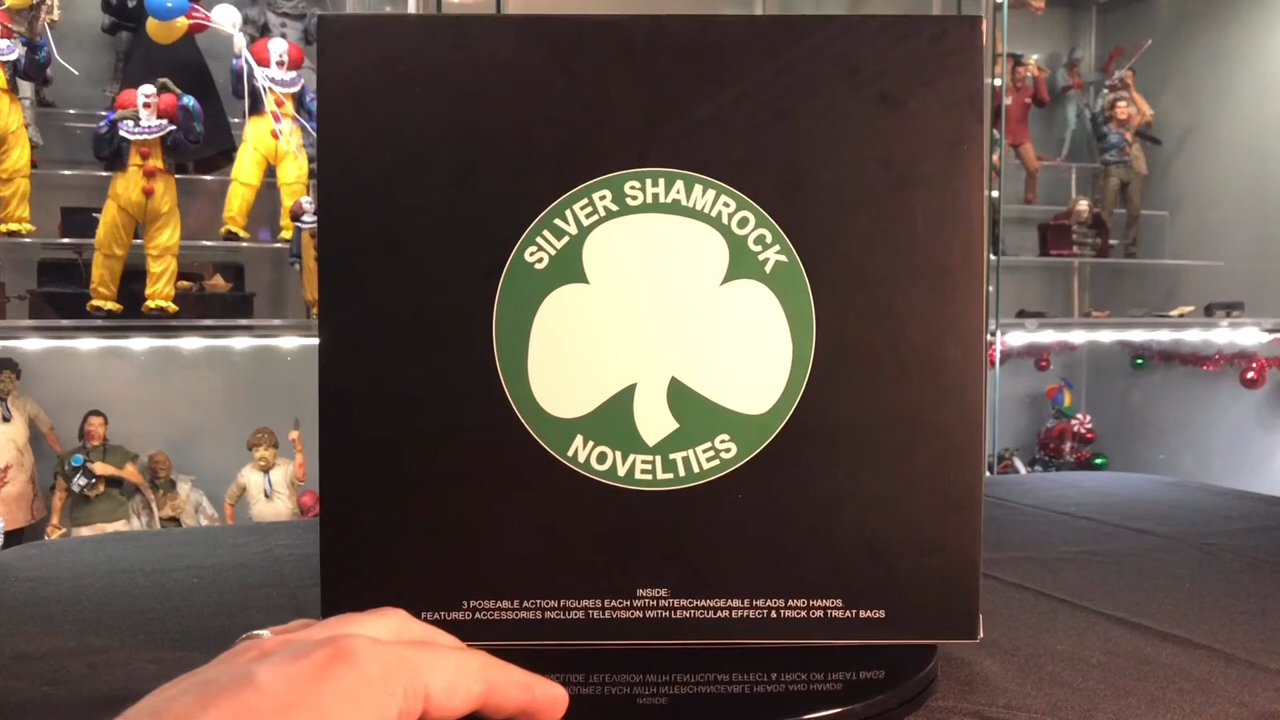 SILVER SHAMROCK
NOVELTIES
INSIDE:
3 POSEABLE ACTION FIGURES EACH WITH INTERCHANGEABLE HEADS AND HANDS.
FEATURED ACCESSORIES INCLUDE TELEVISION WITH LENTICULAR EFFECT & TRICK OR TREAT BAGS